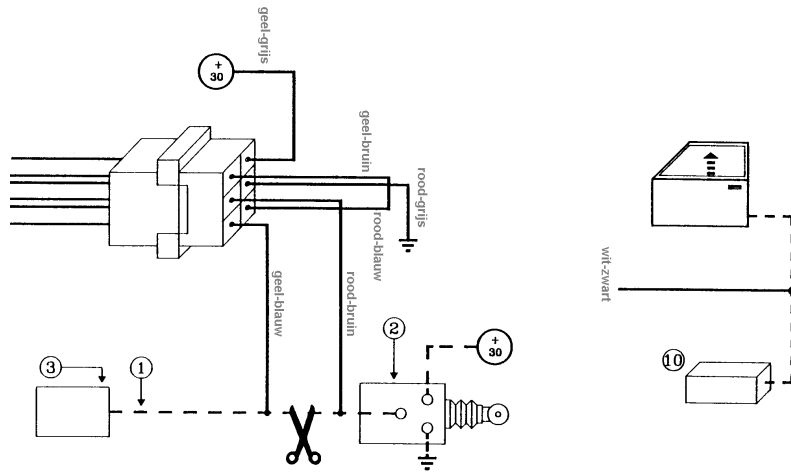 geel-grijs
+
30
geel-bruin
rood-grijs
rood-blauw
geel-blauw
rood-bruin
wit-zwart
3
1
2
+
30
10